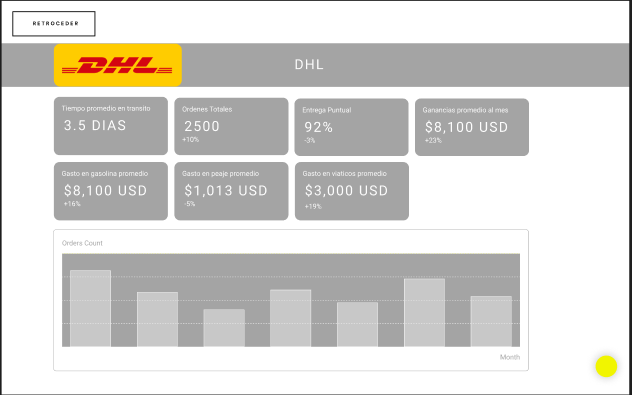 RETROCEDER
DHL
DHL
Tiempo promedio en transito
3.5 DIAS
Ordenes Totales
2500
+10%
Entrega Puntual
92%
-3%
Ganancias promedio al mes
$8,100 USD
+23%
Gasto en gasolina promedio
$8,100 USD
+16%
Gasto en peaje promedio
$1,013 USD
-5%
Gasto en viaticos promedio
$3,000 USD
+19%
Orders Count
Month